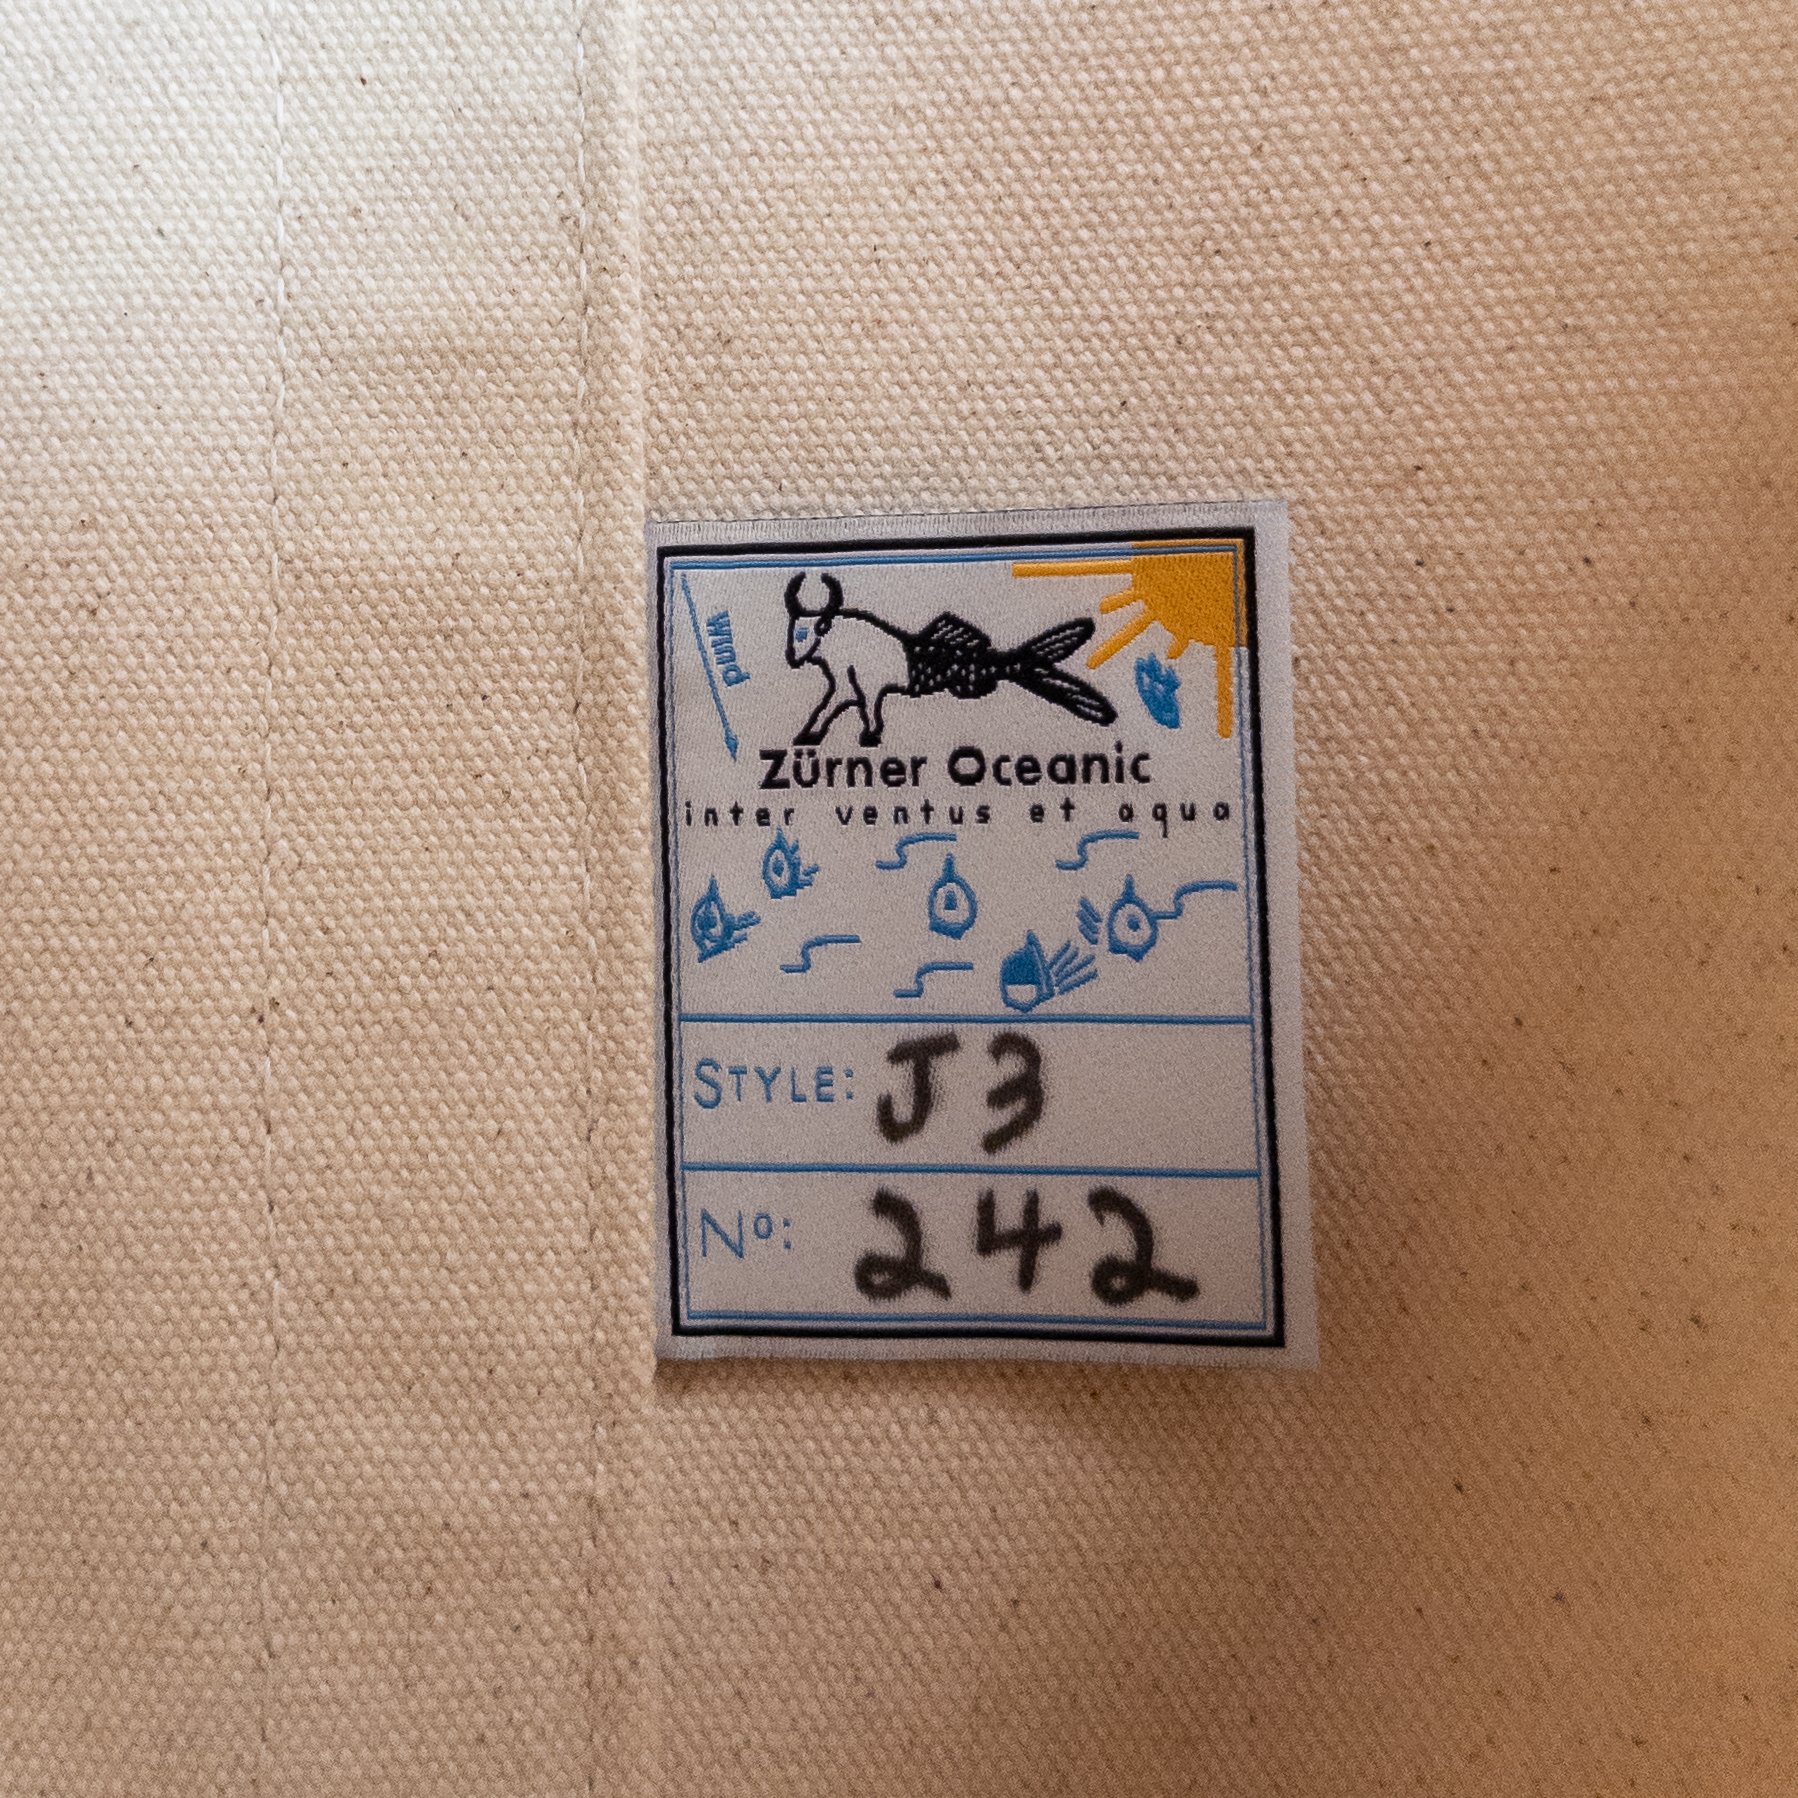 Wind
Zürner Oceanic
inter ventus et aqua
STYLE: J3
Nº: 242